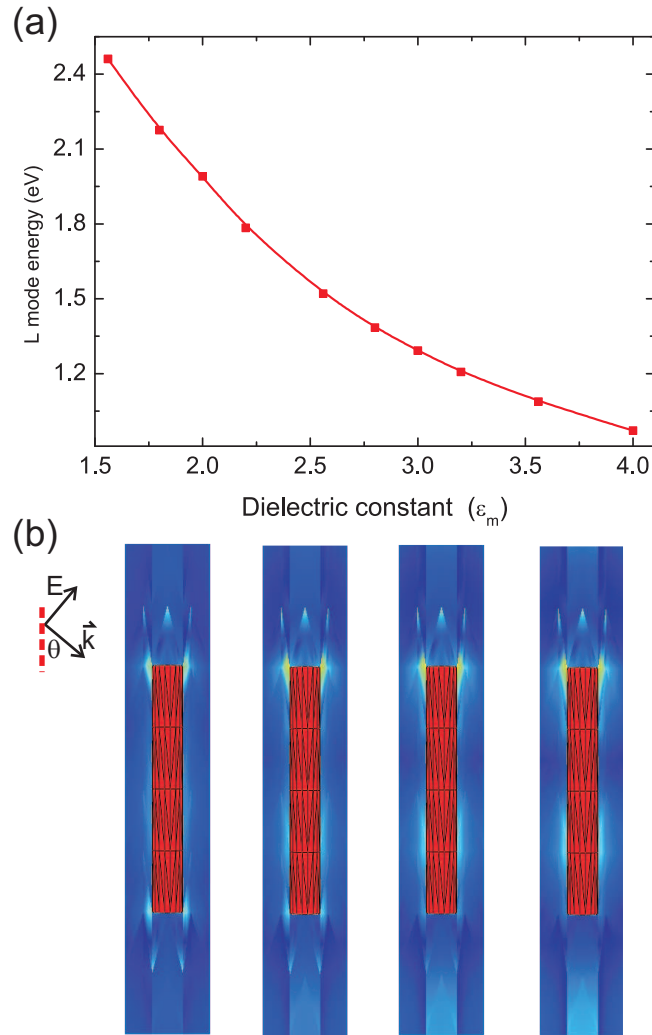 (a)
2.4
2.1
1.8
1.5
1.2
L mode energy (eV)
1.5 2.0 2.5 3.0 3.5 4.0
Dielectric constant (ε_m)
(b)
E
k⃗
θ